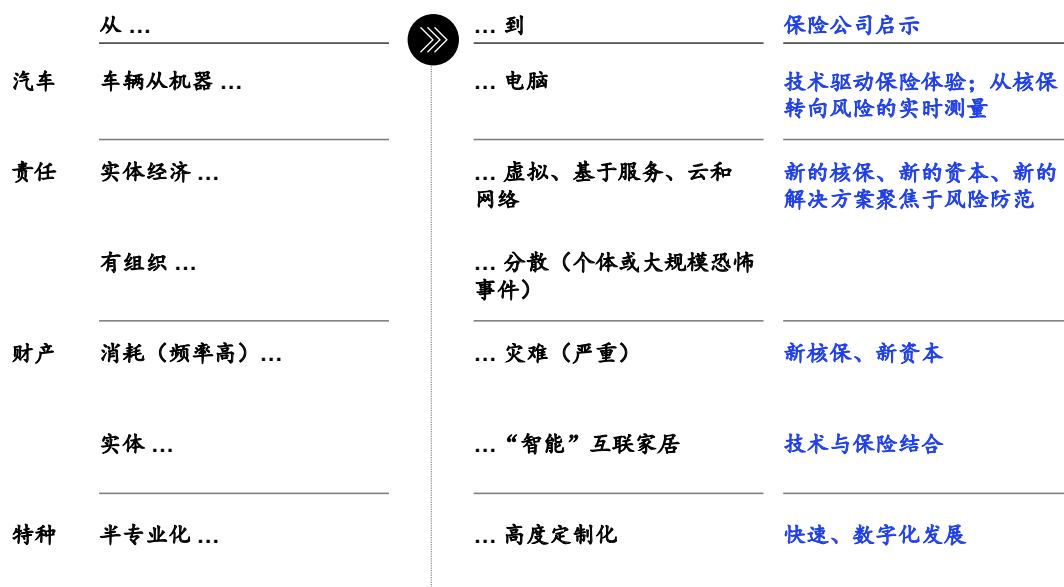 从 ...
... 到
保险公司启示
汽车
车辆从机器 ...
... 电脑
技术驱动保险体验；从核保
转向风险的实时测量
责任
实体经济 ...
... 虚拟、基于服务、云和
网络
新的核保、新的资本、新的
解决方案聚焦于风险防范
有组织 ...
... 分散（个体或大规模恐怖
事件）
财产
消耗（频率高）...
... 灾难（严重）
新核保、新资本
实体 ...
... “智能”互联家居
技术与保险结合
特种
半专业化 ...
... 高度定制化
快速、数字化发展